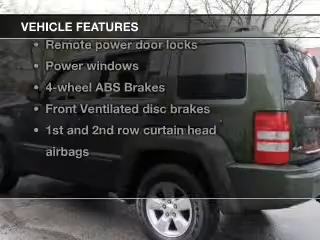 VEHICLE FEATURES
• Remote power door locks
• Power windows
• 4-wheel ABS Brakes
• Front Ventilated disc brakes
• 1st and 2nd row curtain head
airbags